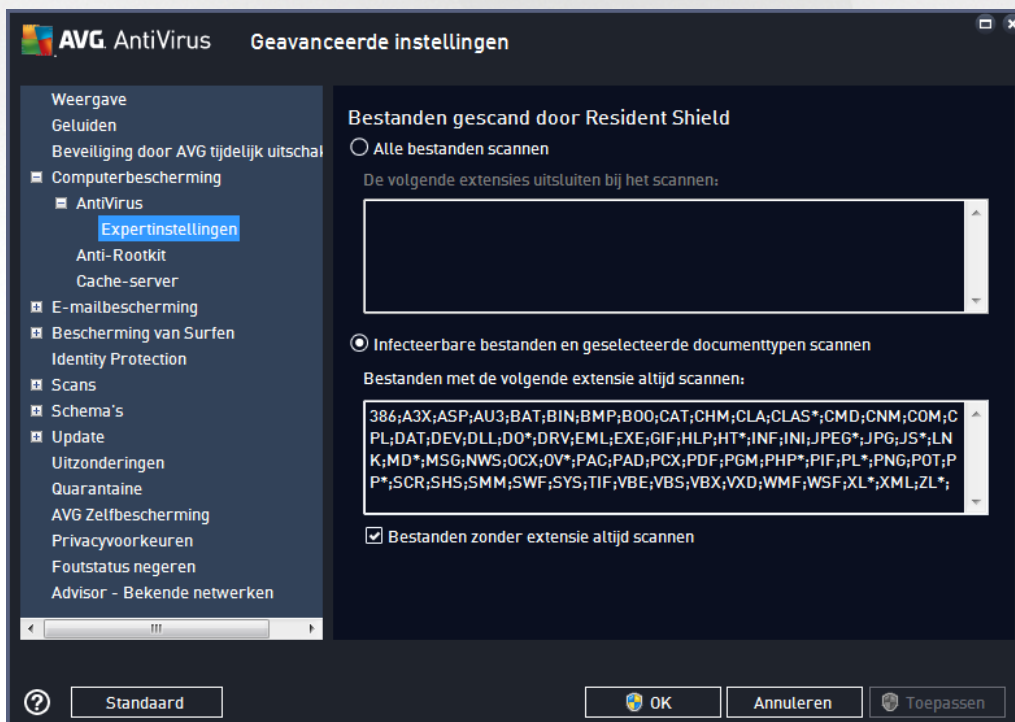 AVG. AntiVirus Geavanceerde instellingen
Weergave
Geluiden
Beveiliging door AVG tijdelijk uitschak
Computerbescherming
AntiVirus
Expertinstellingen
Anti-Rootkit
Cache-server
E-mailbescherming
Bescherming van Surfen
Identity Protection
Scans
Schema's
Update
Uitzonderingen
Quarantaine
AVG Zelfbescherming
Privacyvoorkeuren
Foutstatus negeren
Advisor - Bekende netwerken
Bestanden gescand door Resident Shield
Alle bestanden scannen
De volgende extensies uitsluiten bij het scannen:
Infecteerbare bestanden en geselecteerde documenttypen scannen
Bestanden met de volgende extensie altijd scannen:
386;A3X;ASP;AU3;BAT;BIN;BMP;BOO;CAT;CHM;CLA;CLAS*;CMD;CNM;COM;C
PL;DAT;DEV;DLL;DO*;DRV;EML;EXE;GIF;HLP;HT*;INF;INI;JPEG*;JPG;JS*;LN
K;MD*;MSG;NWS;OCX;OV*;PAC;PAD;PCX;PDF;PGM;PHP*;PIF;PL*;PNG;POT;P
P*;SCR;SHS;SMM;SWF;SYS;TIF;VBE;VBS;VBX;VXD;WMF;WSF;XL*;XML;ZL*;
Bestanden zonder extensie altijd scannen
Standaard
OK
Annuleren
Toepassen